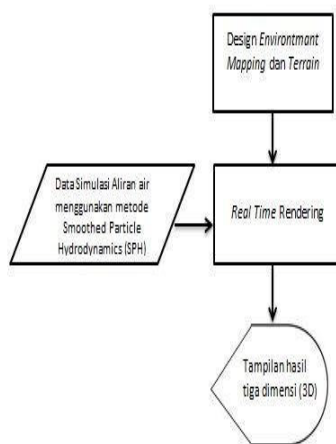 Design Environtmant
Mapping dan Terrain
Data Simulasi Aliran air
menggunakan metode
Smoothed Particle
Hydrodynamics (SPH)
Real Time Rendering
Tampilan hasil
tiga dimensi (3D)